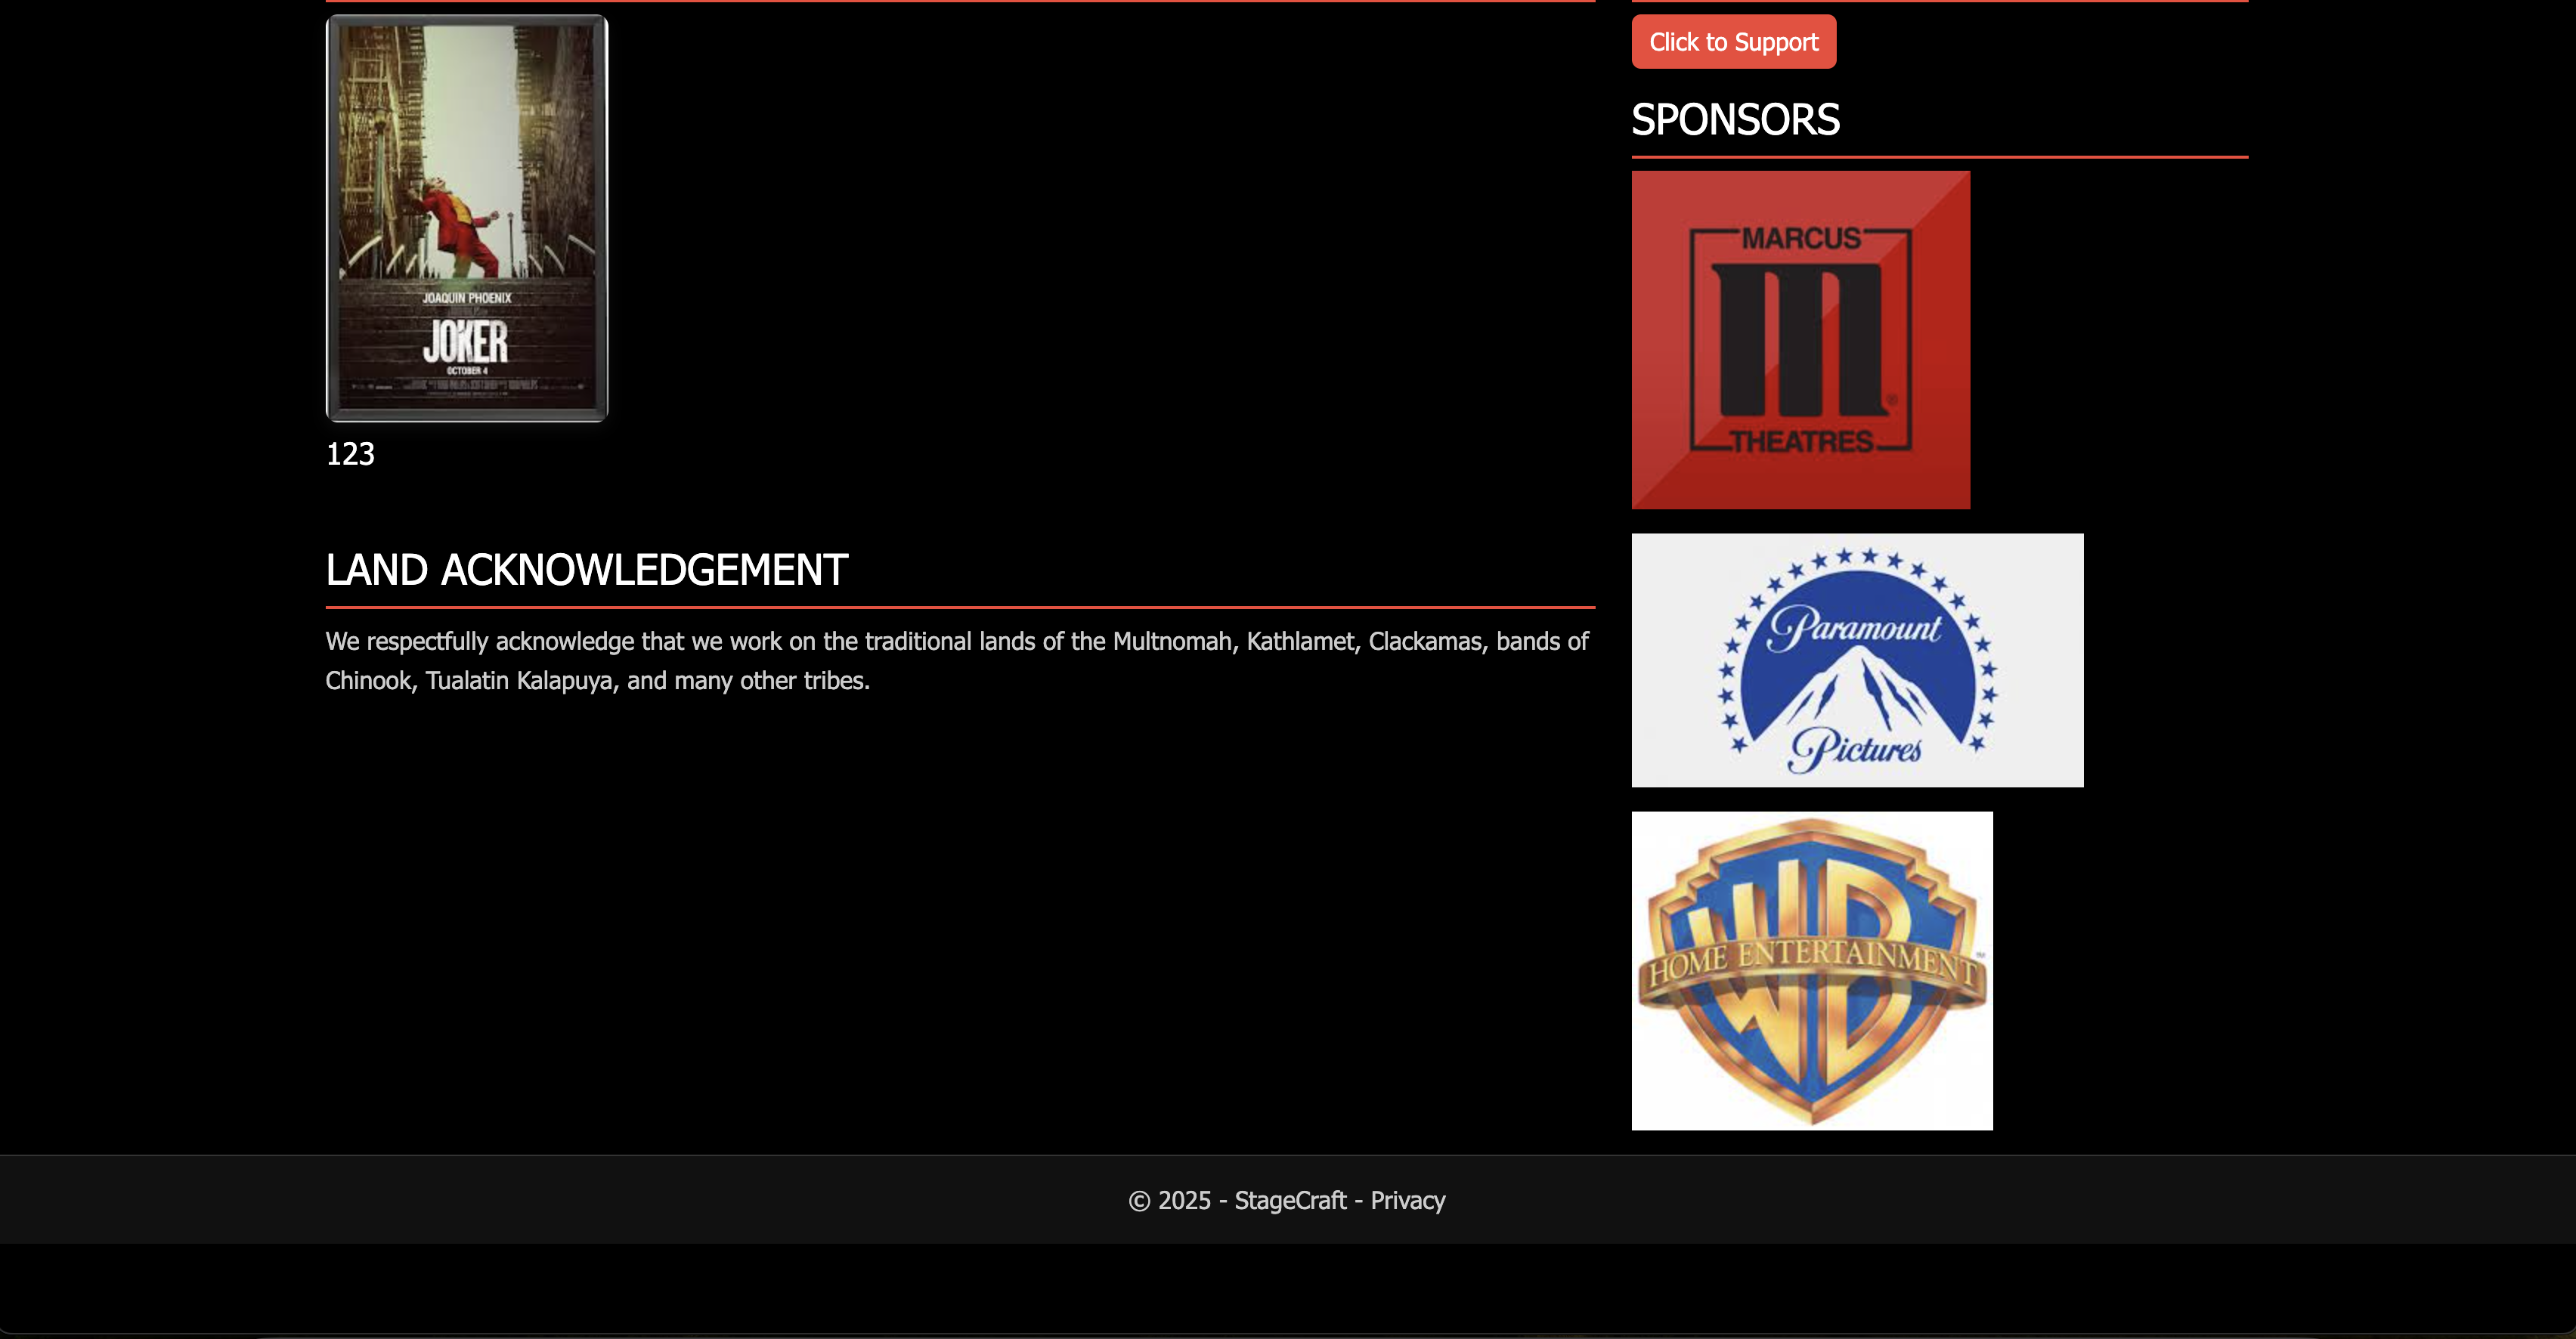 JOAQUIN PHOENIX
JOKER
OCTOBER 4
123
LAND ACKNOWLEDGEMENT
We respectfully acknowledge that we work on the traditional lands of the Multnomah, Kathlamet, Clackamas, bands of
Chinook, Tualatin Kalapuya, and many other tribes.
Click to Support
SPONSORS
MARCUS
m
®
THEATRES
Paramount
Pictures
WB
HOME ENTERTAINMENT
™
© 2025 - StageCraft - Privacy